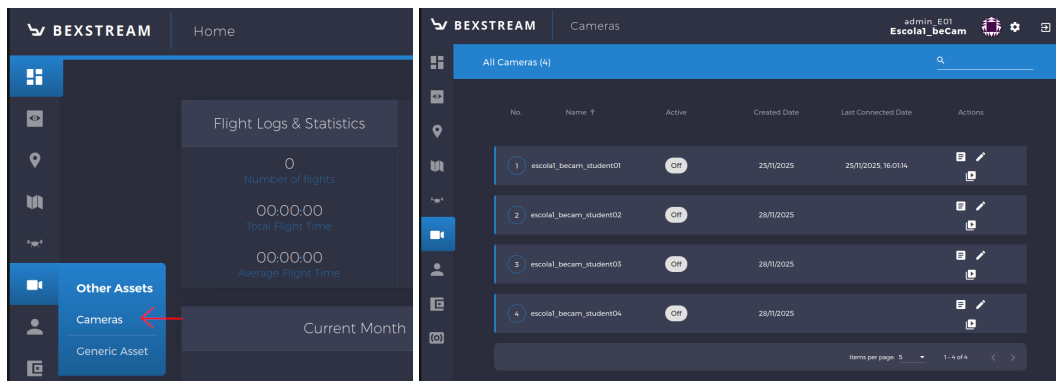 BEXSTREAM
Home
Flight Logs & Statistics
0
Number of flights
00:00:00
Total Flight Time
00:00:00
Average Flight Time
Other Assets
Cameras
Generic Asset
Current Month
BEXSTREAM
Cameras
admin_E01
Escola1_beCam
All Cameras (4)
No. Name ↑ Active Created Date Last Connected Date Actions
1 escola1_becam_student01 Off 25/11/2025 25/11/2025, 16:01:14
2 escola1_becam_student02 Off 28/11/2025
3 escola1_becam_student03 Off 28/11/2025
4 escola1_becam_student04 Off 28/11/2025
Items per page: 5 1 - 4 of 4